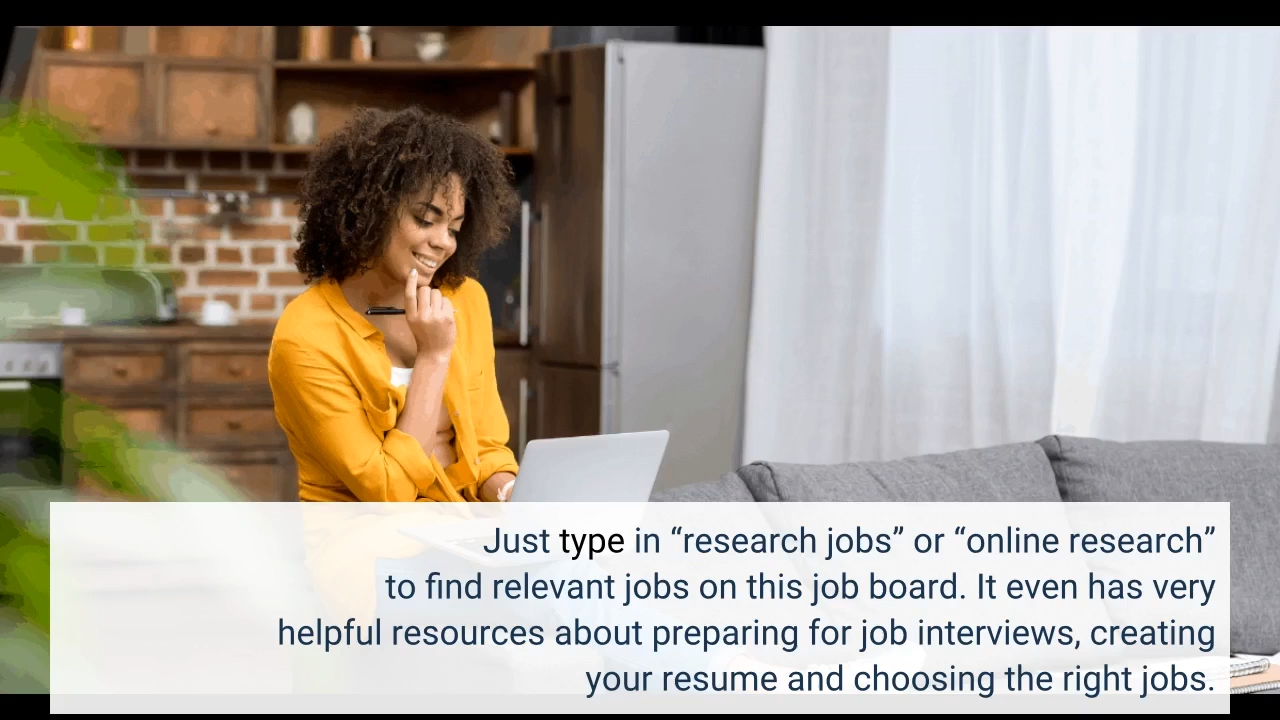 Just type in “research jobs” or “online research”
to find relevant jobs on this job board. It even has very
helpful resources about preparing for job interviews, creating
your resume and choosing the right jobs.